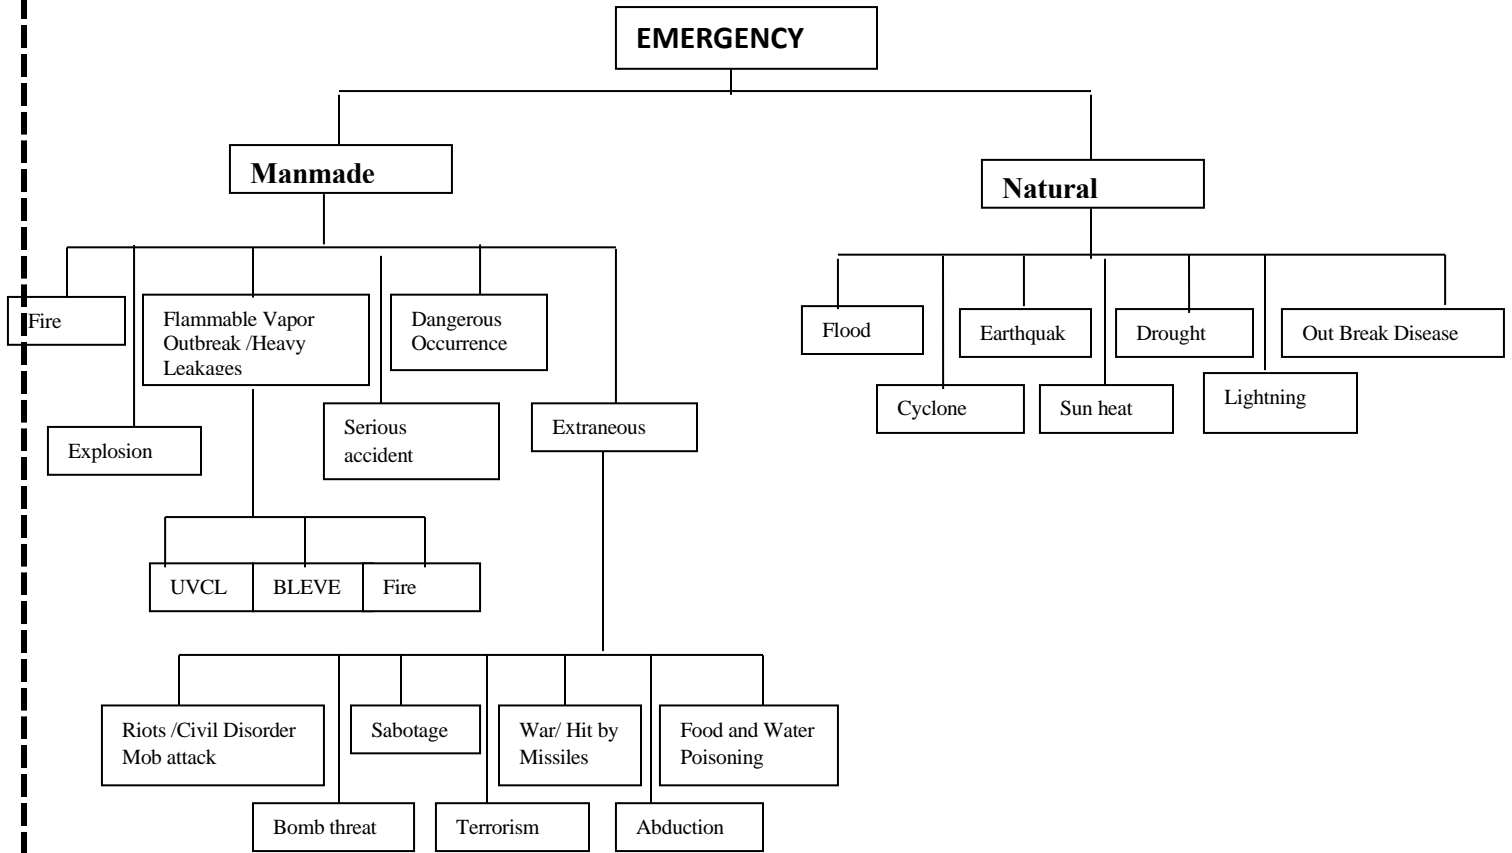 EMERGENCY
Manmade
Natural
Fire
Flammable Vapor
Outbreak /Heavy
Leakages
Dangerous
Occurrence
Flood
Earthquak
Drought
Out Break Disease
Explosion
Serious
accident
Extraneous
Cyclone
Sun heat
Lightning
UVCL
BLEVE
Fire
Riots /Civil Disorder
Mob attack
Sabotage
War/ Hit by
Missiles
Food and Water
Poisoning
Bomb threat
Terrorism
Abduction